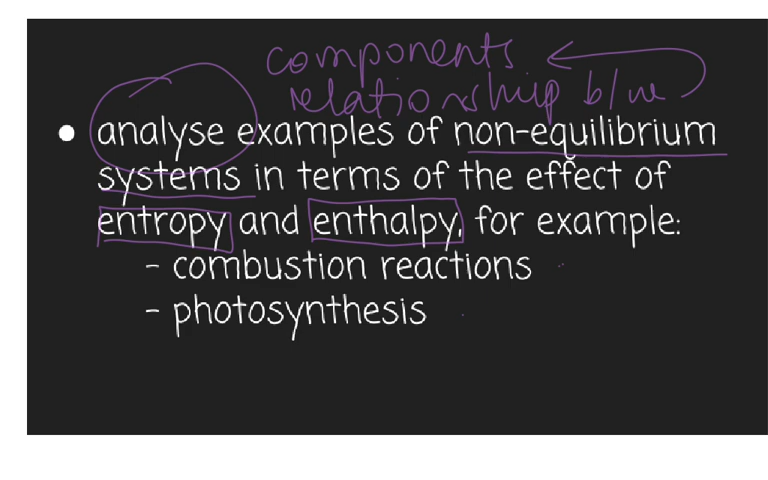 components
relationship b/w
• analyse examples of non-equilibrium
systems in terms of the effect of
entropy and enthalpy, for example:
- combustion reactions
- photosynthesis